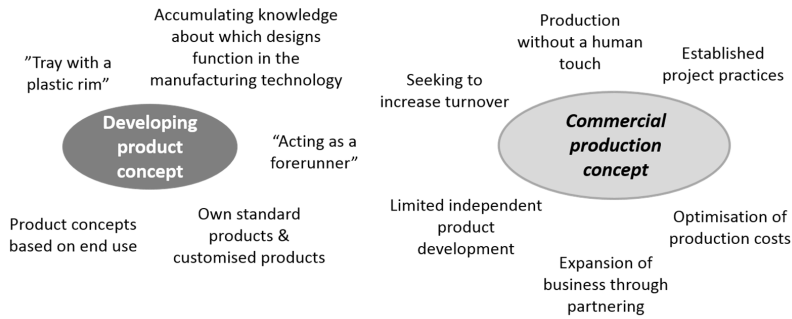 Accumulating knowledge
about which designs
function in the
manufacturing technology
”Tray with a
plastic rim”
Developing
product
concept
“Acting as a
forerunner”
Product concepts
based on end use
Own standard
products &
customised products
Production
without a human
touch
Established
project practices
Seeking to
increase turnover
Commercial
production
concept
Limited independent
product
development
Optimisation of
production costs
Expansion of
business through
partnering